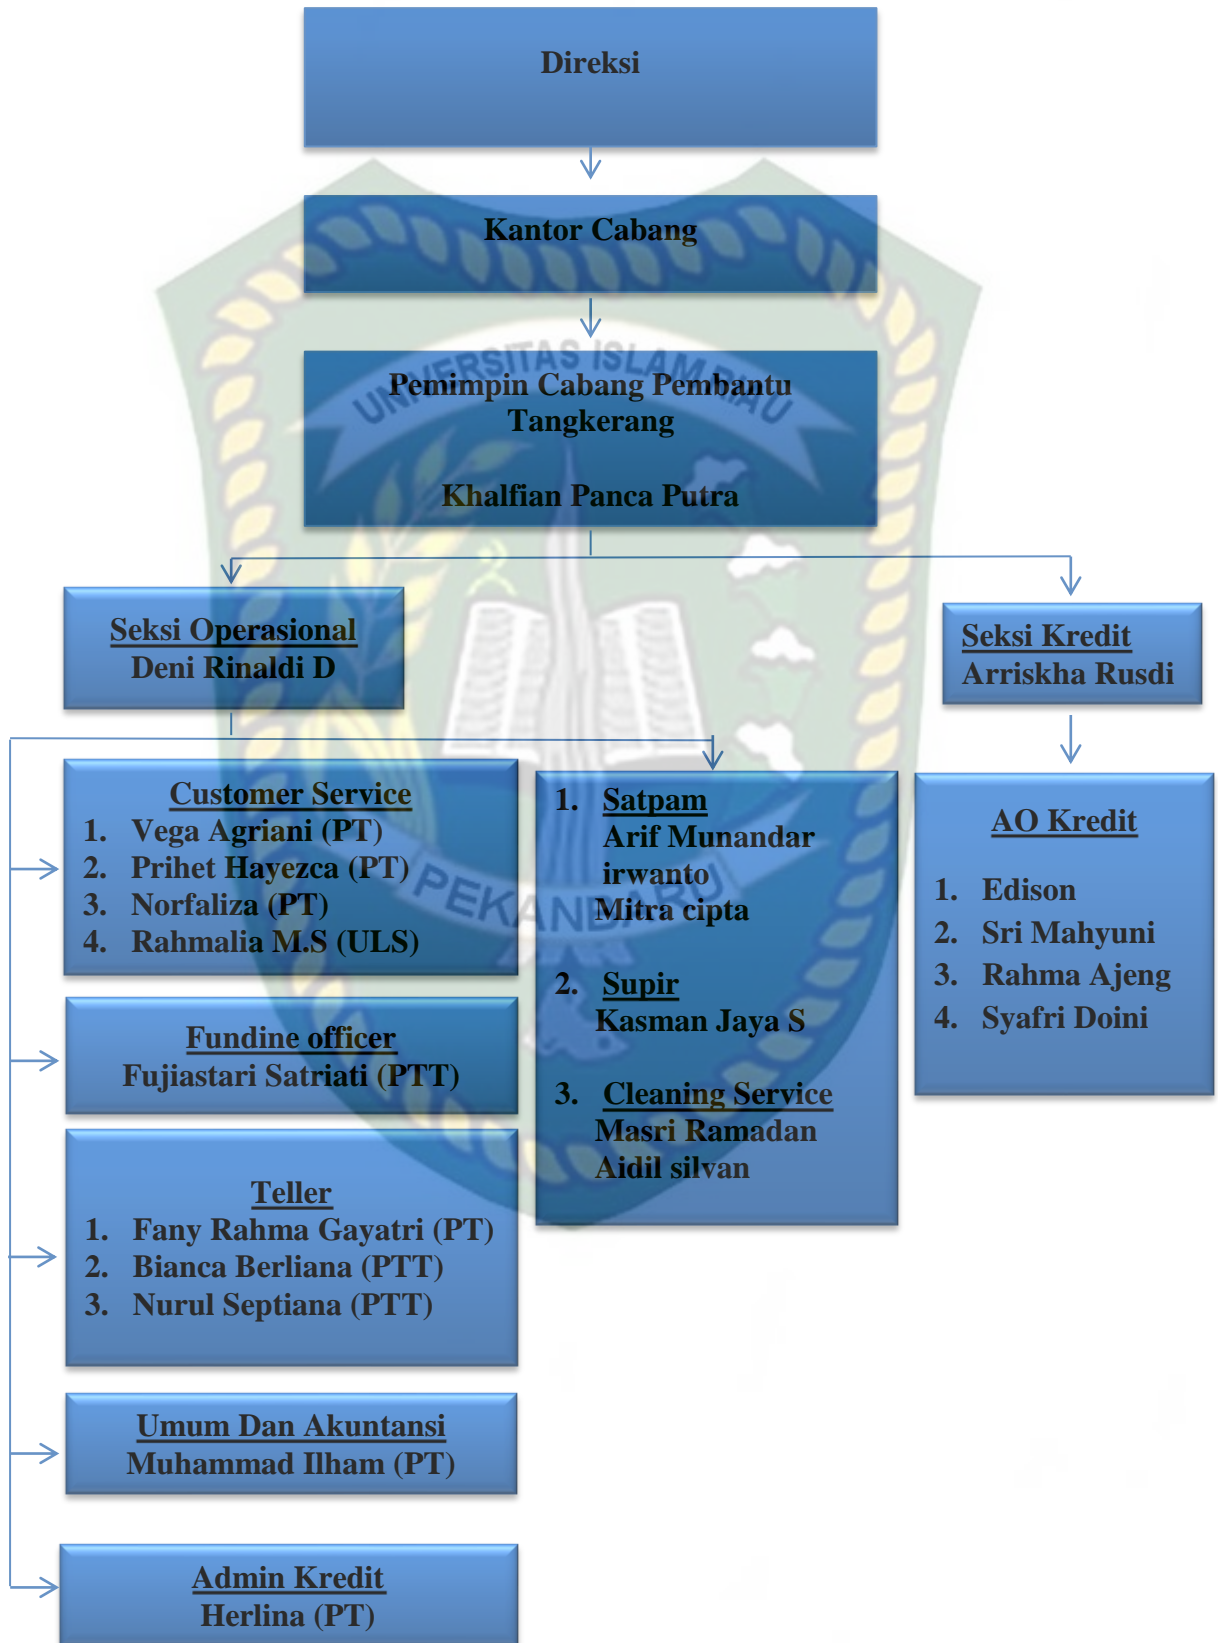 Direksi
Kantor Cabang
UNIVERSITAS ISLAM RIAU
Pemimpin Cabang Pembantu
Tangkerang
Khalfian Panca Putra
Seksi Operasional
Deni Rinaldi D
Seksi Kredit
Arriskha Rusdi
Customer Service
1. Vega Agriani (PT)
2. Prihet Hayezca (PT)
3. Norfaliza (PT)
4. Rahmalia M.S (ULS)
Fundine officer
Fujiastari Satriati (PTT)
Teller
1. Fany Rahma Gayatri (PT)
2. Bianca Berliana (PTT)
3. Nurul Septiana (PTT)
Umum Dan Akuntansi
Muhammad Ilham (PT)
Admin Kredit
Herlina (PT)
1. Satpam
Arif Munandar
irwanto
Mitra cipta
2. Supir
Kasman Jaya S
3. Cleaning Service
Masri Ramadan
Aidil silvan
PEKANBARU
AO Kredit
1. Edison
2. Sri Mahyuni
3. Rahma Ajeng
4. Syafri Doini